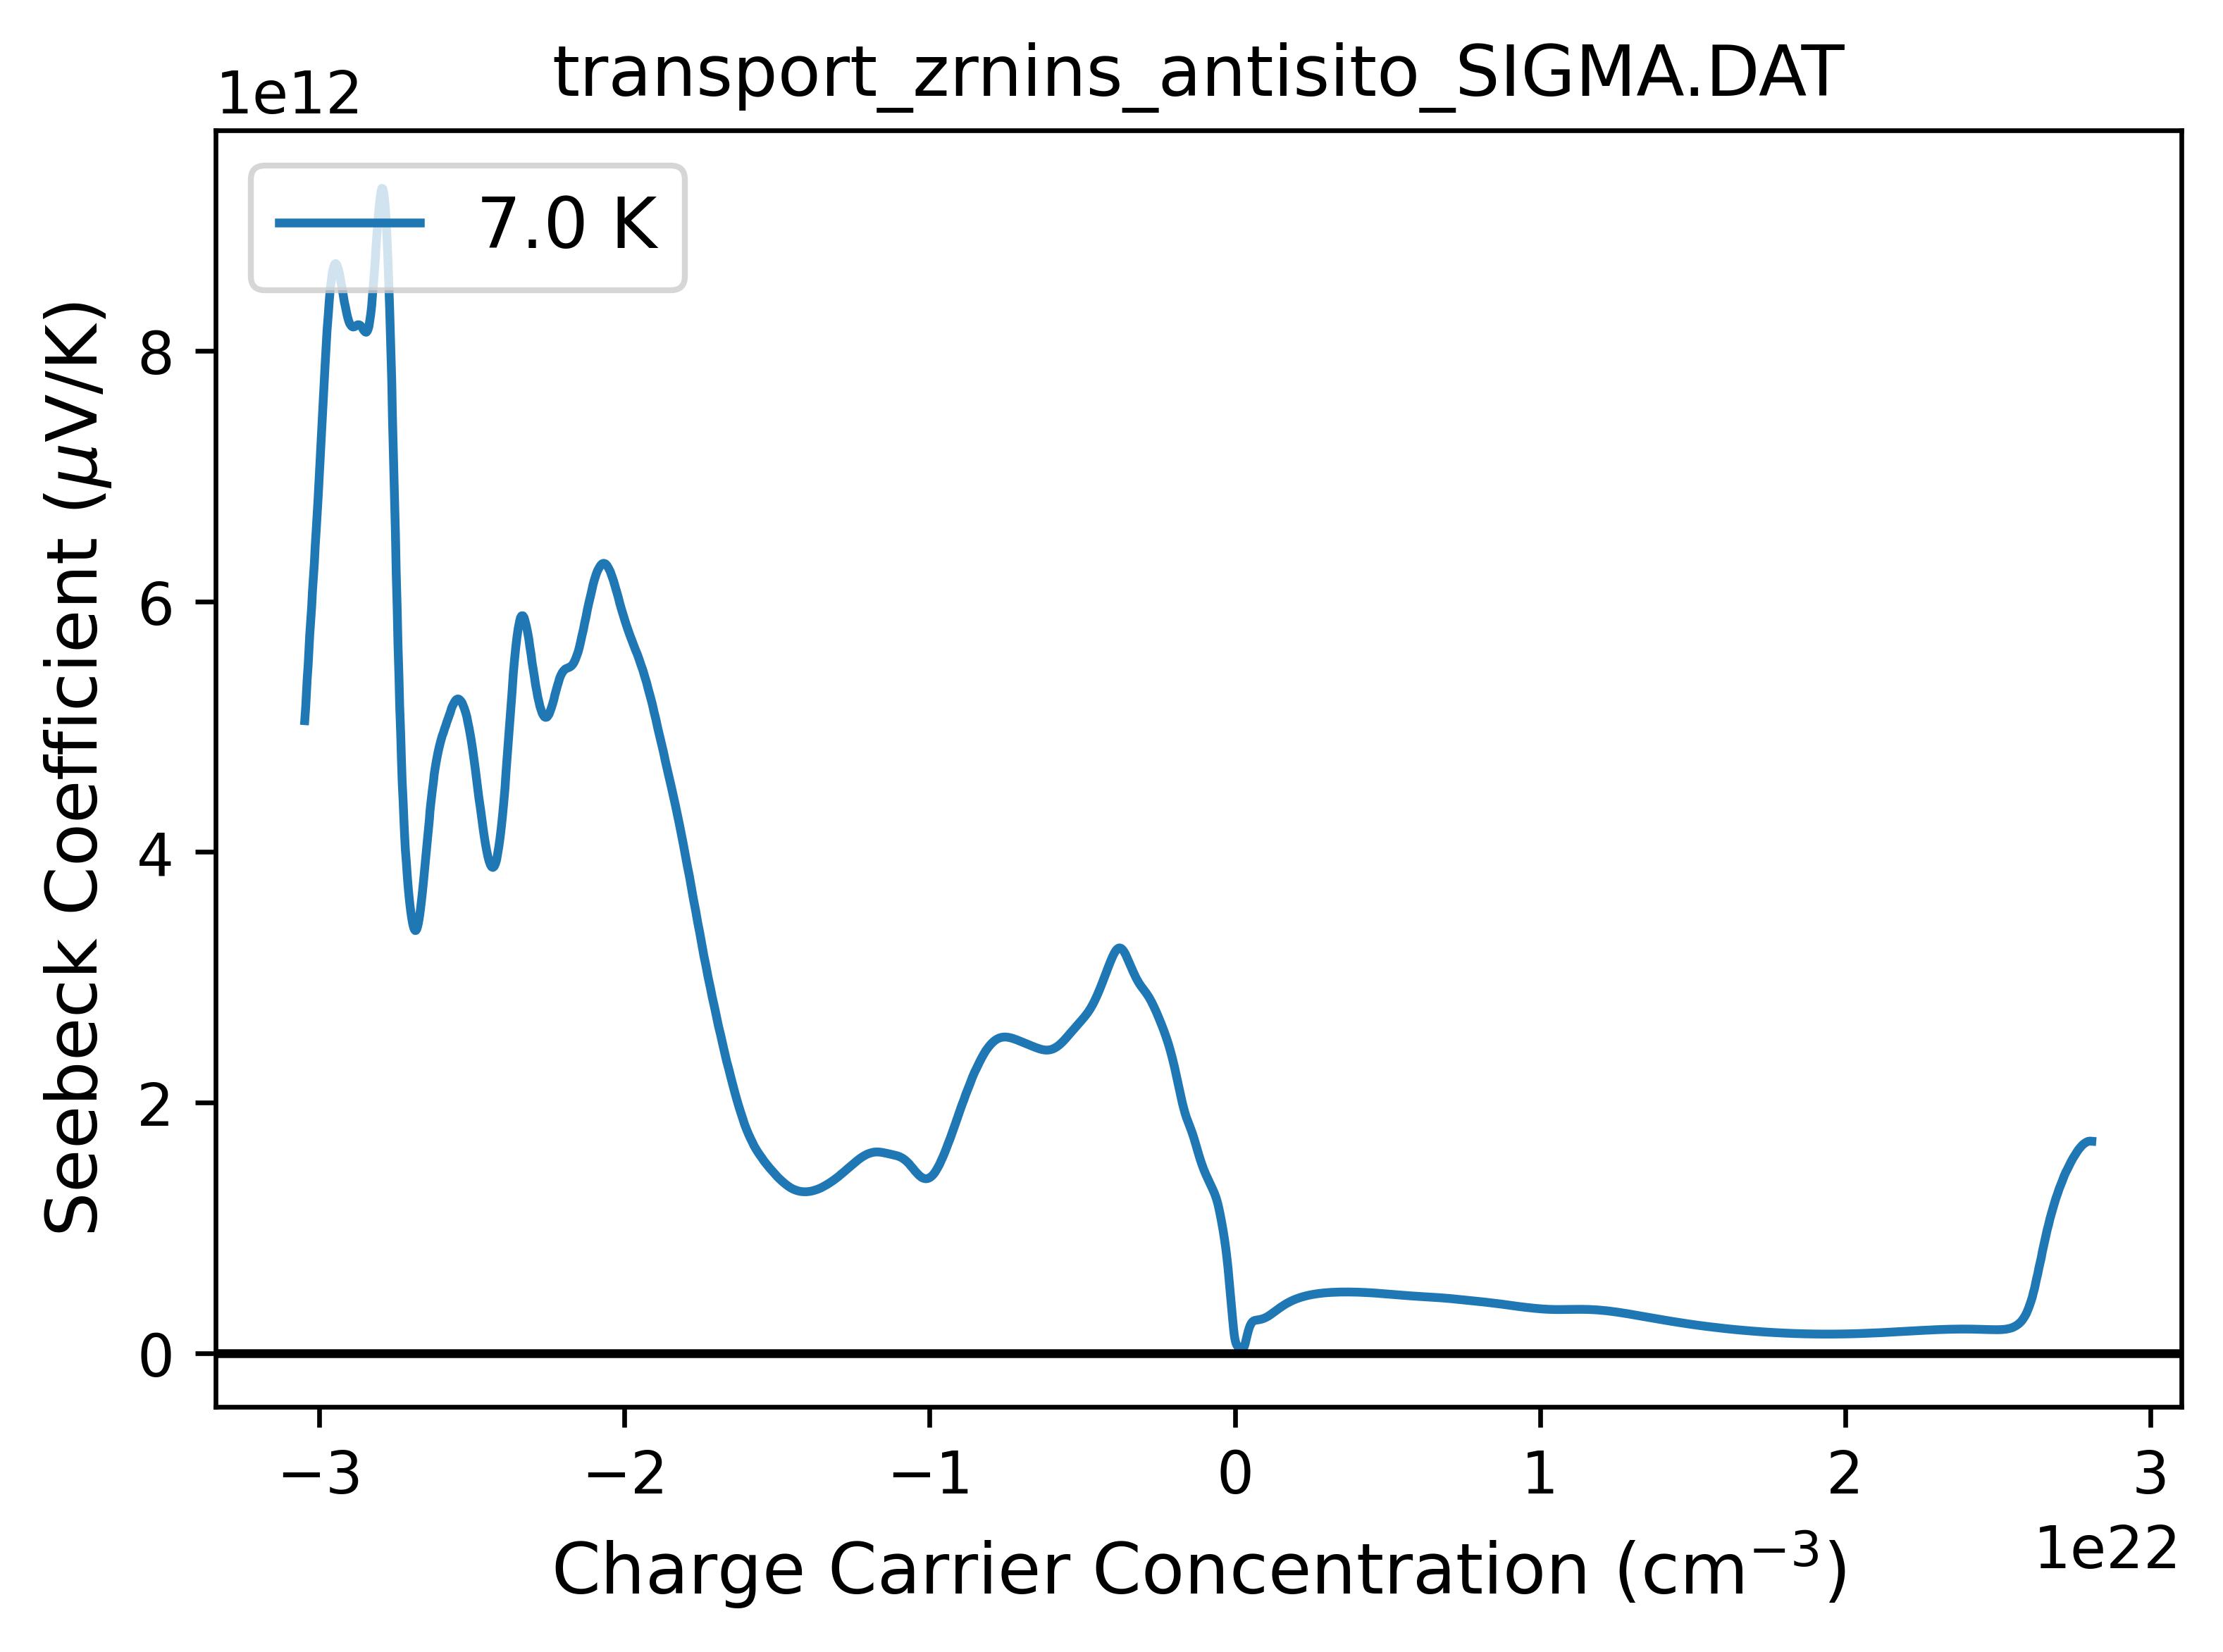 transport_zrnins_antisito_SIGMA.DAT
1e12
7.0 K
Seebeck Coefficient (μV/K)
8
6
4
2
0
−3 −2 −1 0 1 2 3
1e22
Charge Carrier Concentration (cm⁻³)